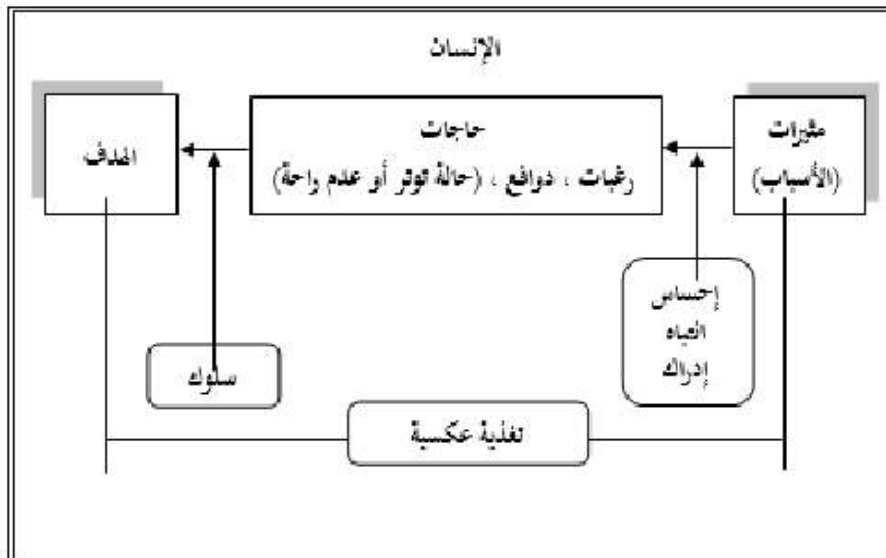 الإنسان
مثيرات
(الأسباب)
حاجات
رغبات ، دوافع ، (حالة توتر أو عدم راحة)
الهدف
إحساس
انتباه
إدراك
سلوك
تغذية عكسية